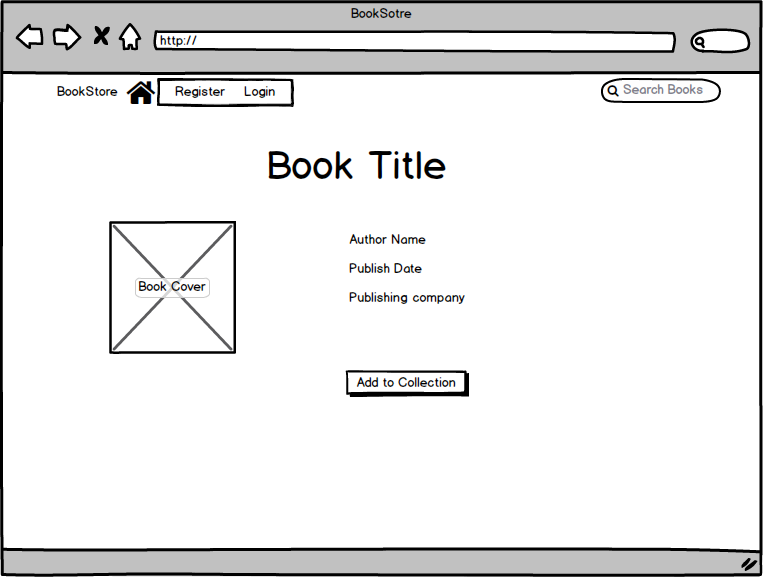 BookSotre
http://
BookStore Register Login Search Books
Book Title
Book Cover
Author Name
Publish Date
Publishing company
Add to Collection